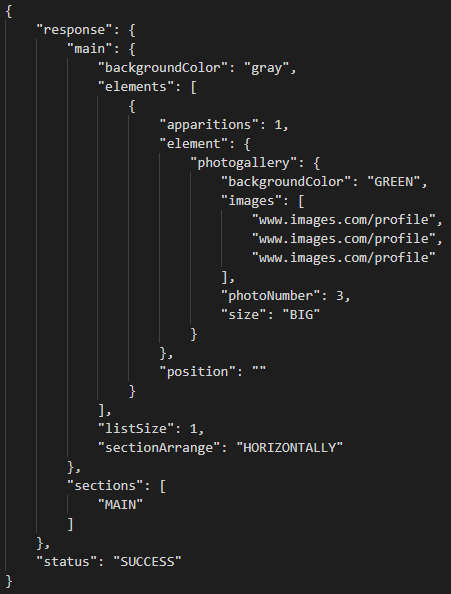 {
    "response": {
        "main": {
            "backgroundColor": "gray",
            "elements": [
                {
                    "apparitions": 1,
                    "element": {
                        "photogallery": {
                            "backgroundColor": "GREEN",
                            "images": [
                                "www.images.com/profile",
                                "www.images.com/profile",
                                "www.images.com/profile"
                            ],
                            "photoNumber": 3,
                            "size": "BIG"
                        }
                    },
                    "position": ""
                }
            ],
            "listSize": 1,
            "sectionArrange": "HORIZONTALLY"
        },
        "sections": [
            "MAIN"
        ]
    },
    "status": "SUCCESS"
}